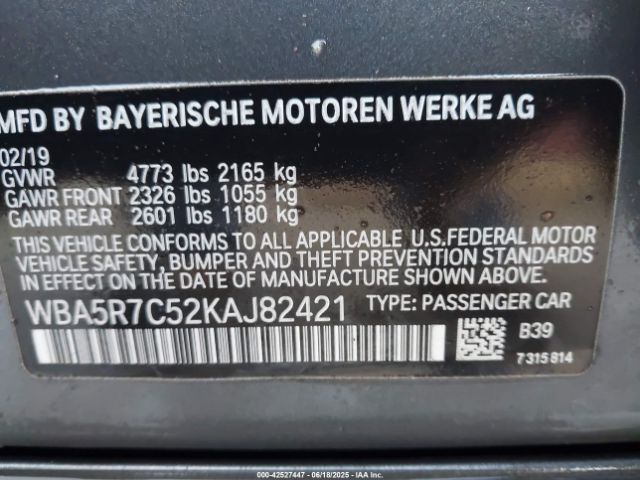 MFD BY BAYERISCHE MOTOREN WERKE AG
02/19
GVWR 4773 lbs 2165 kg
GAWR FRONT 2326 lbs 1055 kg
GAWR REAR 2601 lbs 1180 kg
THIS VEHICLE CONFORMS TO ALL APPLICABLE U.S.FEDERAL MOTOR
VEHICLE SAFETY, BUMPER AND THEFT PREVENTION STANDARDS
IN EFFECT ON THE DATE OF MANUFACTURE SHOWN ABOVE.
WBA5R7C52KAJ82421 TYPE: PASSENGER CAR
B39
7315814
000-42527447 - 06/18/2025 - IAA Inc.